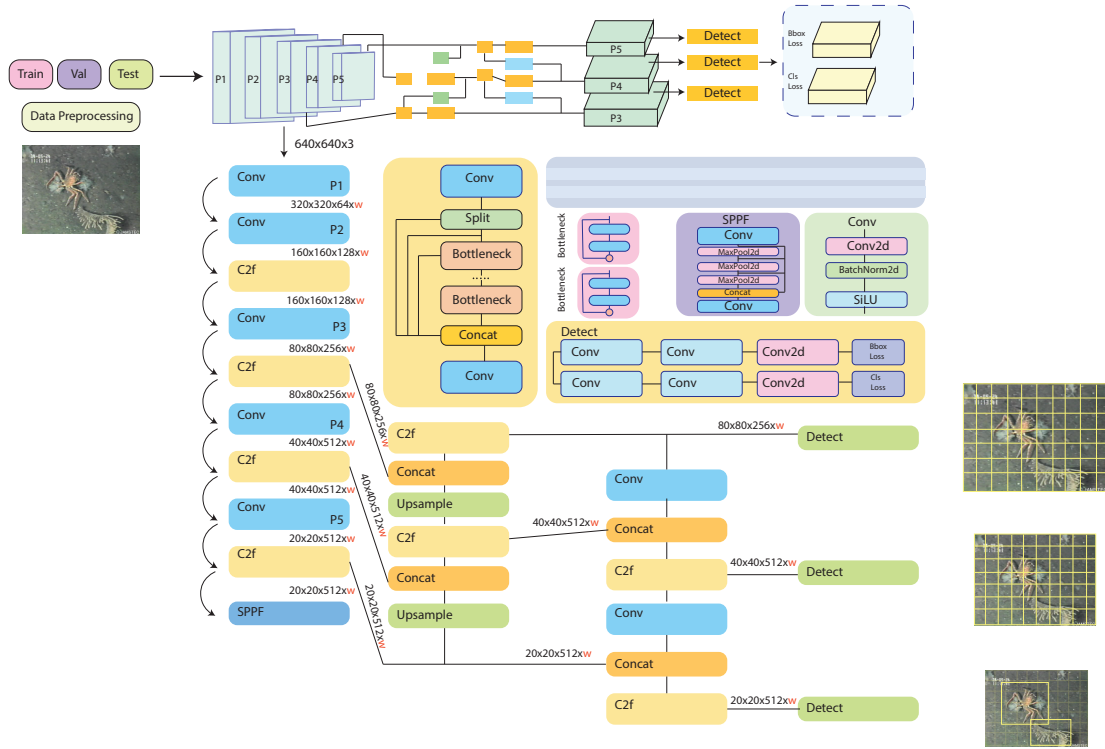 Train
Val
Test
Data Preprocessing
P1
P2
P3
P4
P5
P5
P4
P3
Detect
Detect
Detect
Bbox
Loss
Cls
Loss
640x640x3
Conv
P1
320x320x64xw
Conv
P2
160x160x128xw
C2f
160x160x128xw
Conv
P3
80x80x256xw
C2f
80x80x256xw
Conv
P4
40x40x512xw
C2f
40x40x512xw
Conv
P5
20x20x512xw
C2f
20x20x512xw
SPPF
80x80x256xw
40x40x512xw
20x20x512xw
Conv
Split
Bottleneck
.....
Bottleneck
Concat
Conv
Bottleneck
Bottleneck
SPPF
Conv
MaxPool2d
MaxPool2d
MaxPool2d
Concat
Conv
Conv
Conv2d
BatchNorm2d
SiLU
Detect
Conv
Conv
Conv2d
Bbox
Loss
Conv
Conv
Conv2d
Cls
Loss
C2f
Concat
Upsample
C2f
Concat
Upsample
80x80x256xw
Detect
Conv
40x40x512xw
Concat
C2f
40x40x512xw
Detect
Conv
20x20x512xw
Concat
C2f
20x20x512xw
Detect